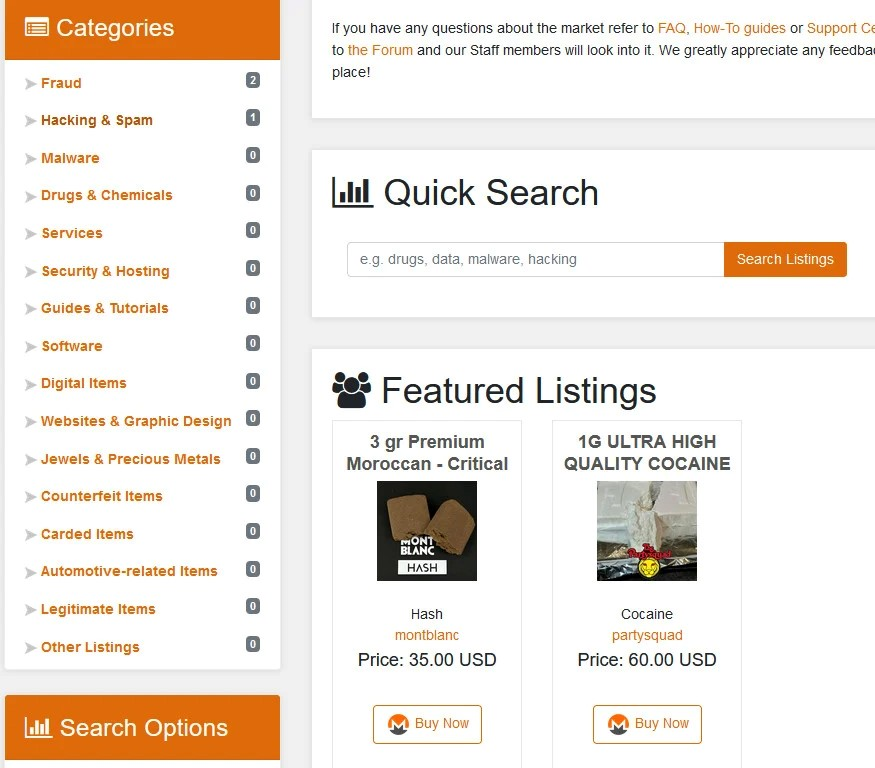 Categories
Fraud 2
Hacking & Spam 1
Malware 0
Drugs & Chemicals 0
Services 0
Security & Hosting 0
Guides & Tutorials 0
Software 0
Digital Items 0
Websites & Graphic Design 0
Jewels & Precious Metals 0
Counterfeit Items 0
Carded Items 0
Automotive-related Items 0
Legitimate Items 0
Other Listings 0
Search Options
If you have any questions about the market refer to FAQ, How-To guides or Support Ce
to the Forum and our Staff members will look into it. We greatly appreciate any feedbac
place!
Quick Search
e.g. drugs, data, malware, hacking Search Listings
Featured Listings
3 gr Premium
Moroccan - Critical
MONT
BLANC
HASH
Hash
montblanc
Price: 35.00 USD
Buy Now
1G ULTRA HIGH
QUALITY COCAINE
The
PartySquad
Cocaine
partysquad
Price: 60.00 USD
Buy Now